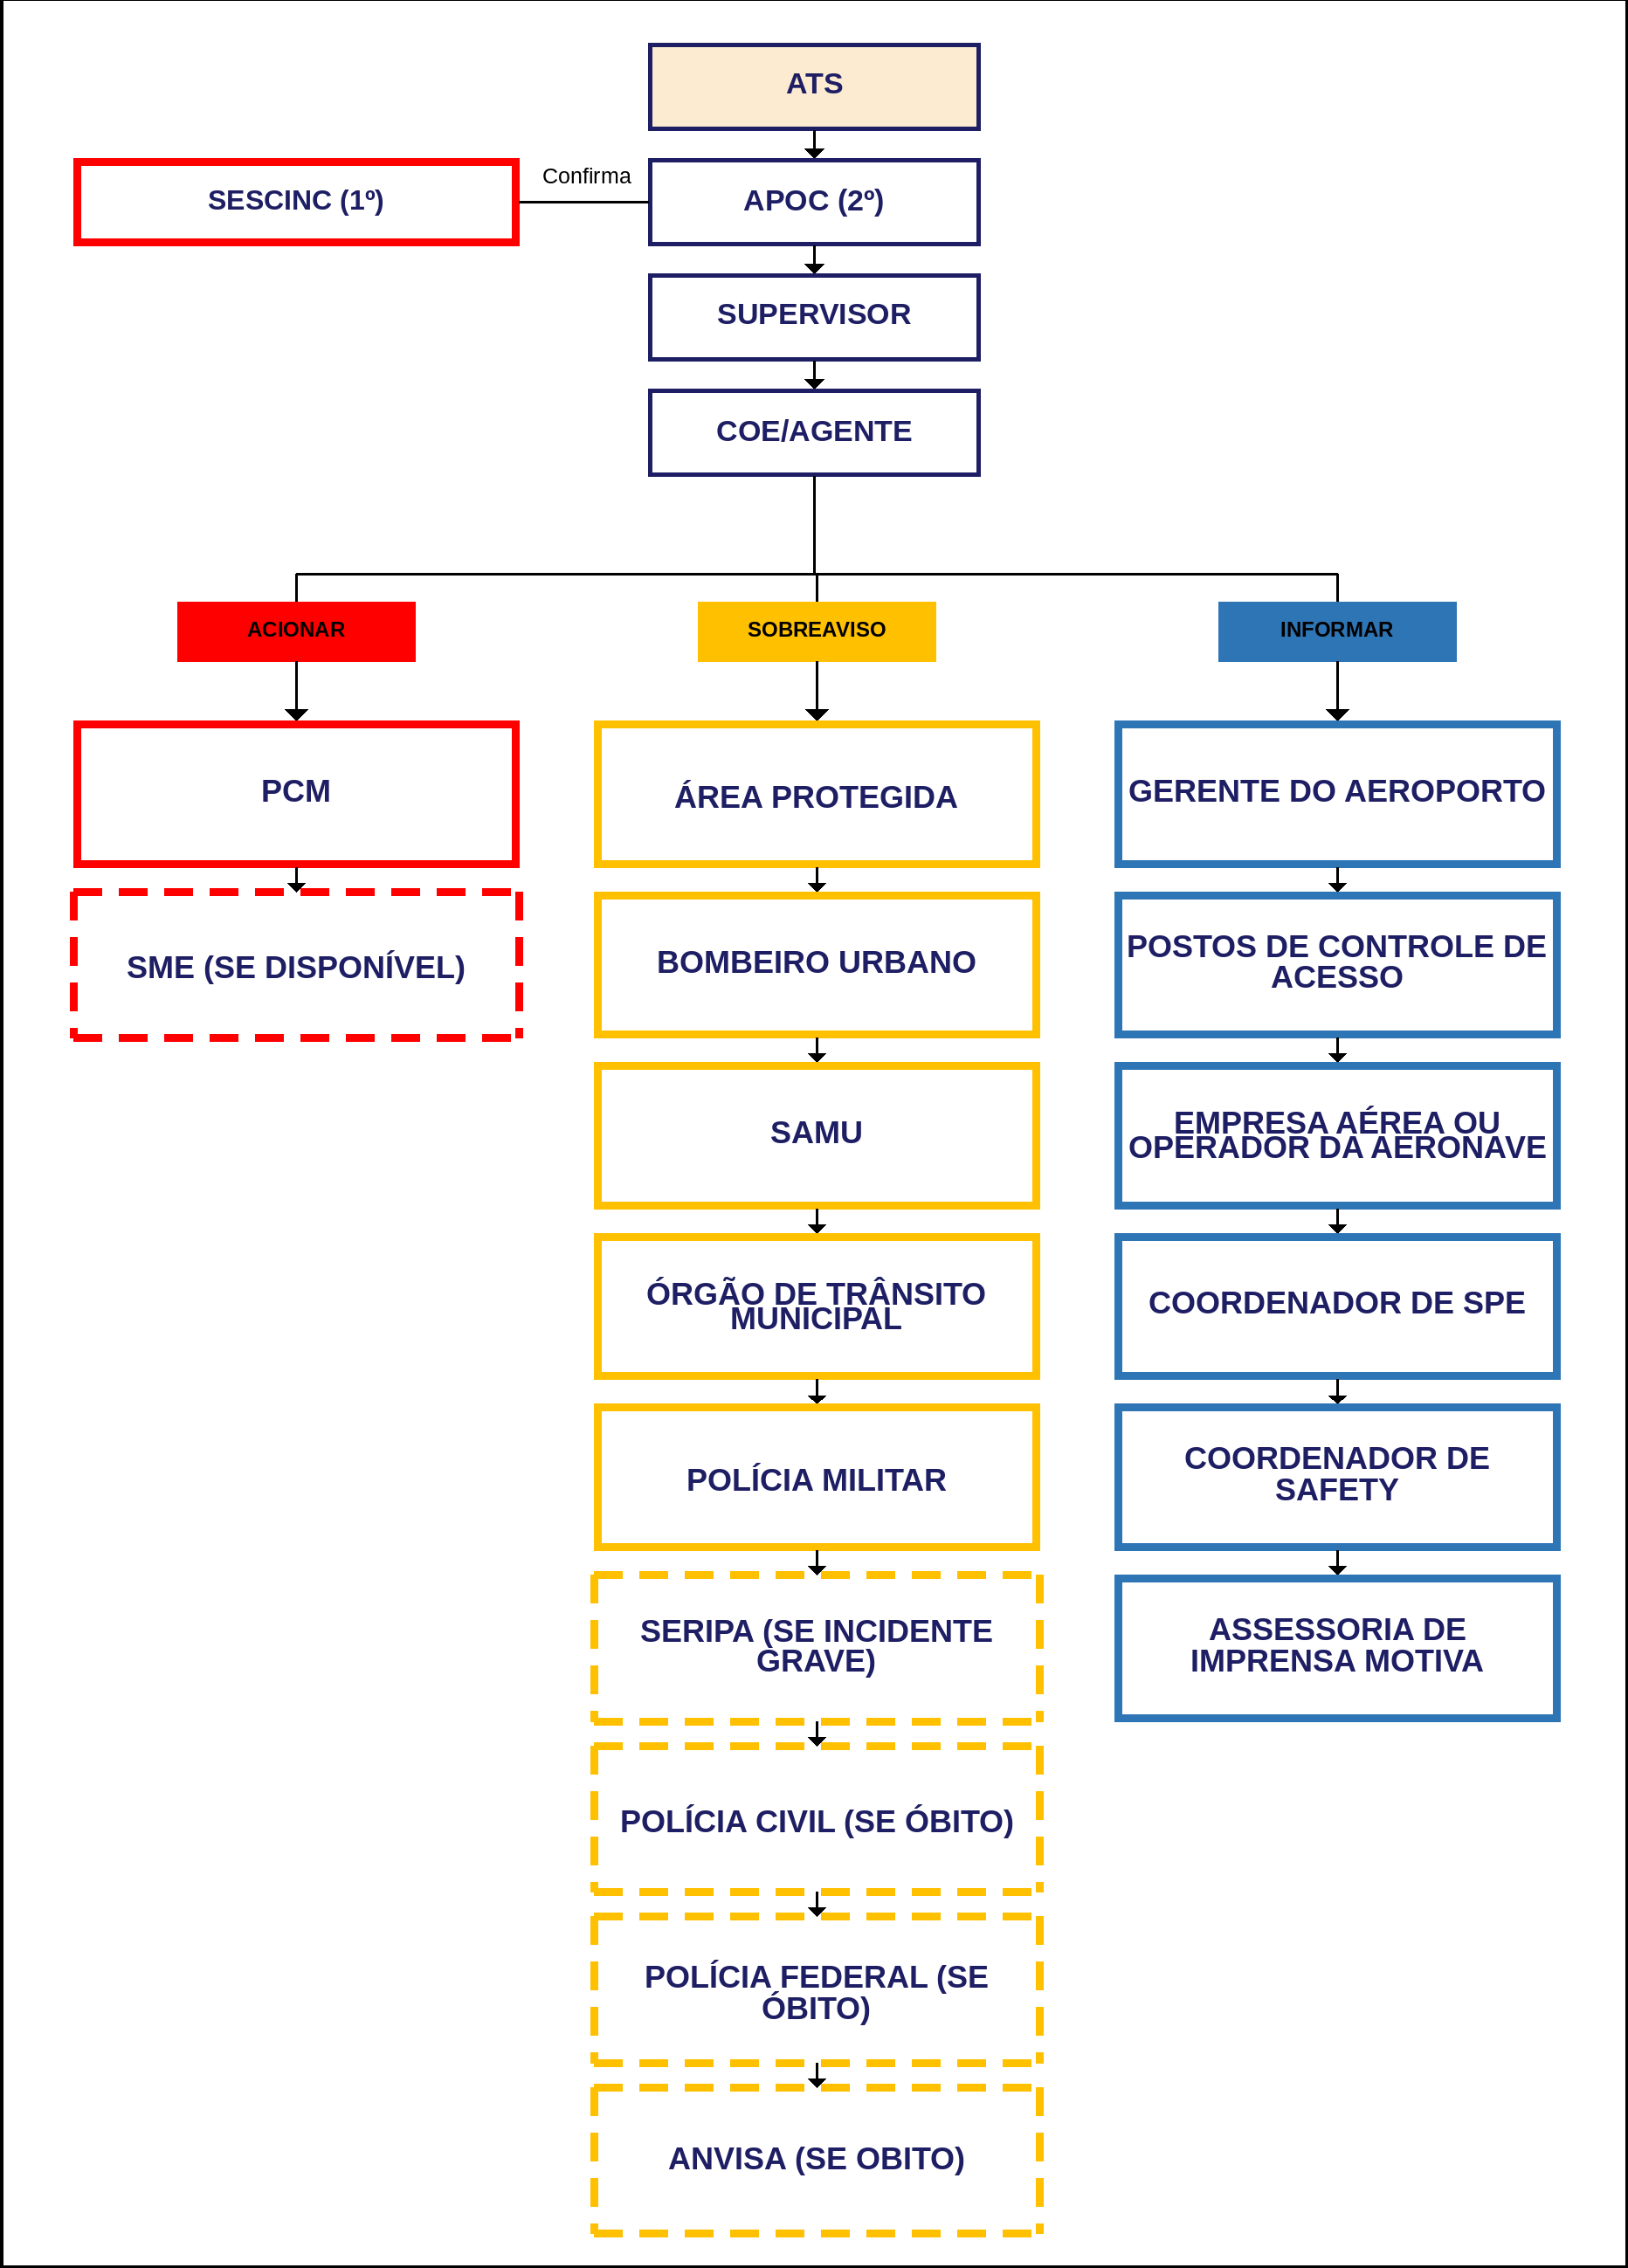 ATS
Confirma
SESCINC (1º)
APOC (2º)
SUPERVISOR
COE/AGENTE
ACIONAR
SOBREAVISO
INFORMAR
PCM
SME (SE DISPONÍVEL)
ÁREA PROTEGIDA
BOMBEIRO URBANO
SAMU
ÓRGÃO DE TRÂNSITO
MUNICIPAL
POLÍCIA MILITAR
SERIPA (SE INCIDENTE
GRAVE)
POLÍCIA CIVIL (SE ÓBITO)
POLÍCIA FEDERAL (SE
ÓBITO)
ANVISA (SE OBITO)
GERENTE DO AEROPORTO
POSTOS DE CONTROLE DE
ACESSO
EMPRESA AÉREA OU
OPERADOR DA AERONAVE
COORDENADOR DE SPE
COORDENADOR DE
SAFETY
ASSESSORIA DE
IMPRENSA MOTIVA